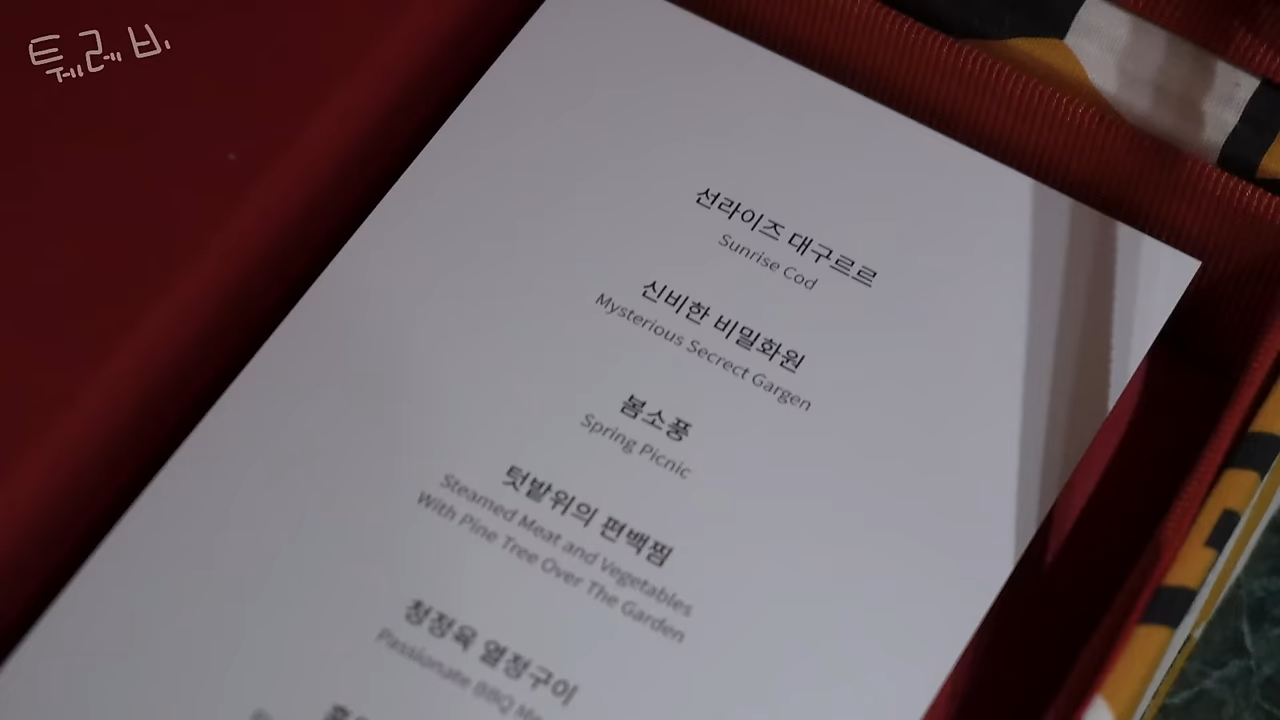 투레비
선라이즈 대구르르
Sunrise Cod
신비한 비밀화원
Mysterious Secrect Gargen
봄소풍
Spring Picnic
텃밭위의 편백찜
Steamed Meat and Vegetables
With Pine Tree Over The Garden
청정육 열정구이
Passionate BBQ